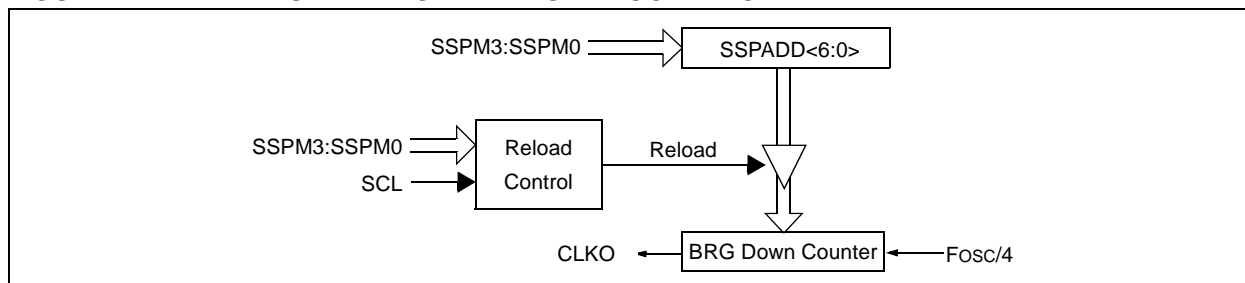 SSPM3:SSPM0
SSPADD<6:0>
SSPM3:SSPM0
SCL
Reload
Control
Reload
CLKO
BRG Down Counter
FOSC/4